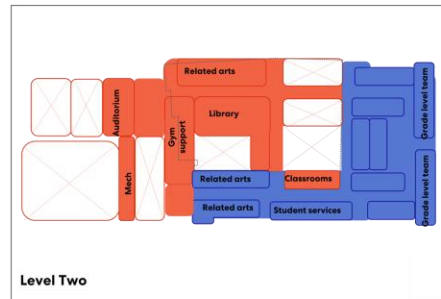 Related arts
Auditorium
Library
Gym
support
Grade level team
Mech
Related arts
Classrooms
Grade level team
Related arts
Student services
Level Two